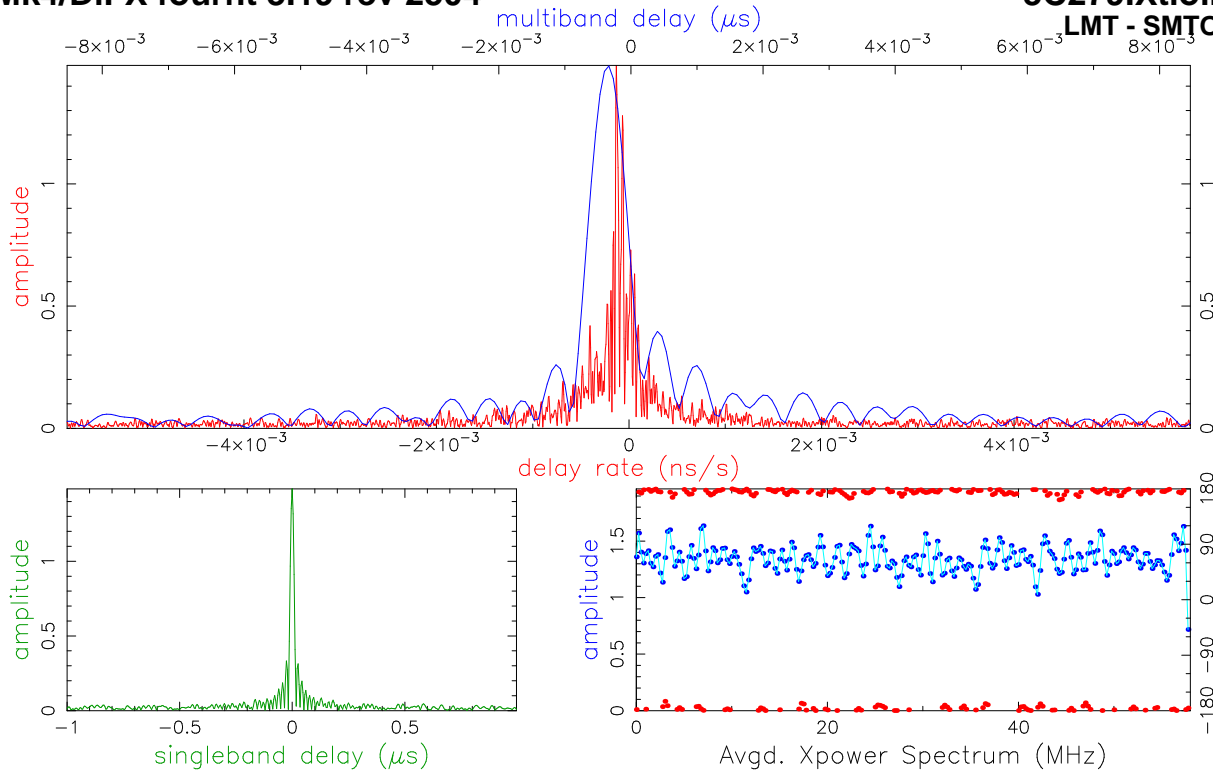 multiband delay (μs)
LMT - SMTO
−8×10⁻³ −6×10⁻³ −4×10⁻³ −2×10⁻³ 0 2×10⁻³ 4×10⁻³ 6×10⁻³ 8×10⁻³
amplitude
0 0.5 1
0 0.5 1
−4×10⁻³ −2×10⁻³ 0 2×10⁻³ 4×10⁻³
delay rate (ns/s)
amplitude
0 0.5 1
−1 −0.5 0 0.5
singleband delay (μs)
amplitude
0 0.5 1 1.5
180 90 0 −90 −180
0 20 40
Avgd. Xpower Spectrum (MHz)